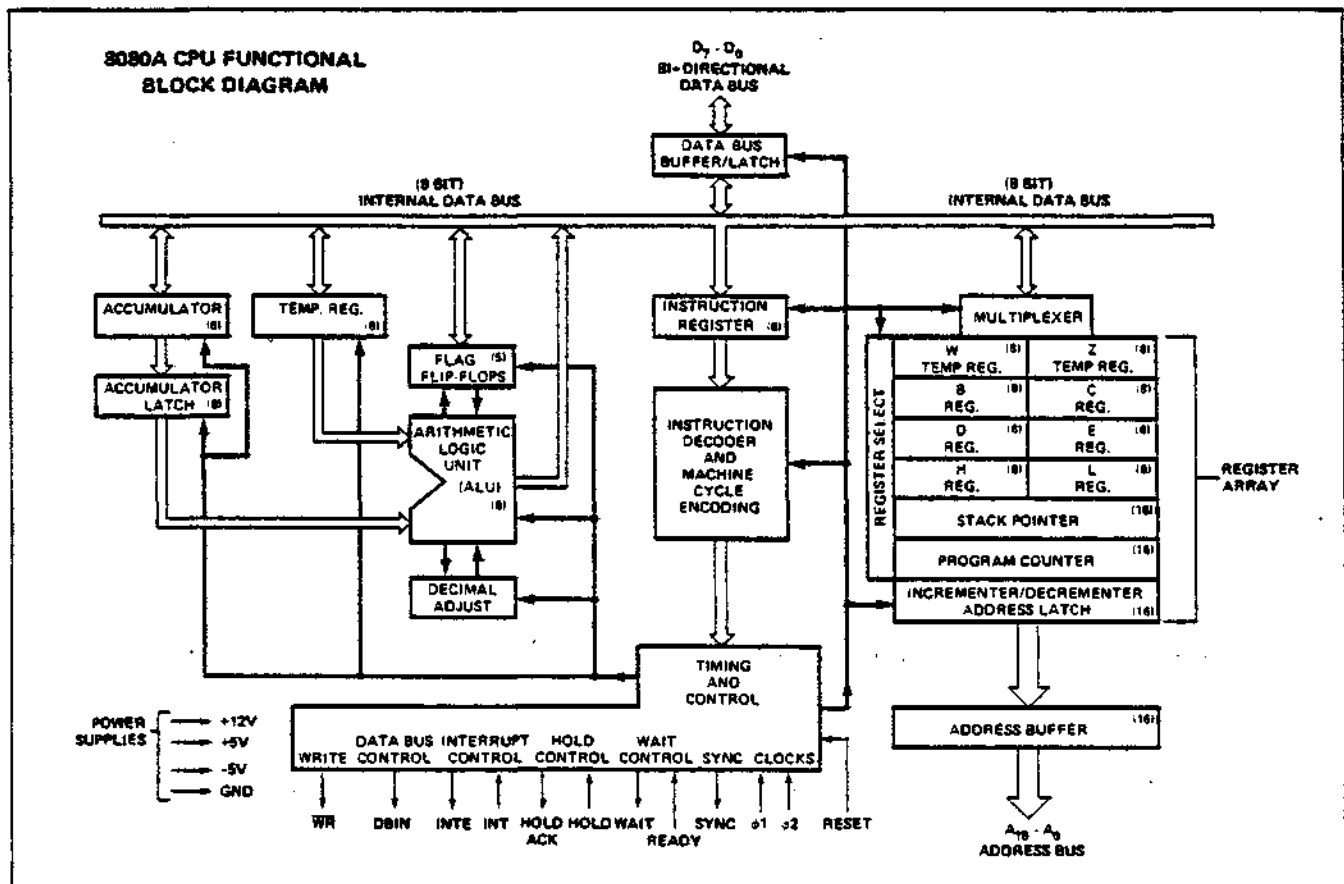 8080A CPU FUNCTIONAL
BLOCK DIAGRAM
D7 - D0
BI-DIRECTIONAL
DATA BUS
DATA BUS
BUFFER/LATCH
(8 BIT)
INTERNAL DATA BUS
(8 BIT)
INTERNAL DATA BUS
ACCUMULATOR
(8)
TEMP. REG.
(8)
INSTRUCTION
REGISTER (8)
MULTIPLEXER
FLAG (5)
FLIP-FLOPS
ACCUMULATOR
LATCH (8)
REGISTER SELECT
W (8)
TEMP REG.
Z (8)
TEMP REG.
B (8)
REG.
C (8)
REG.
D (8)
REG.
E (8)
REG.
H (8)
REG.
L (8)
REG.
STACK POINTER (16)
PROGRAM COUNTER (16)
INCREMENTER/DECREMENTER
ADDRESS LATCH (16)
REGISTER
ARRAY
ARITHMETIC
LOGIC
UNIT
(ALU)
(8)
INSTRUCTION
DECODER
AND
MACHINE
CYCLE
ENCODING
DECIMAL
ADJUST
TIMING
AND
CONTROL
POWER
SUPPLIES
+12V
+5V
-5V
GND
WRITE
DATA BUS
CONTROL
INTERRUPT
CONTROL
HOLD
CONTROL
WAIT
CONTROL
SYNC
CLOCKS
WR
DBIN
INTE
INT
HOLD
ACK
HOLD
WAIT
READY
SYNC
ø1
ø2
RESET
ADDRESS BUFFER (16)
A15 - A0
ADDRESS BUS